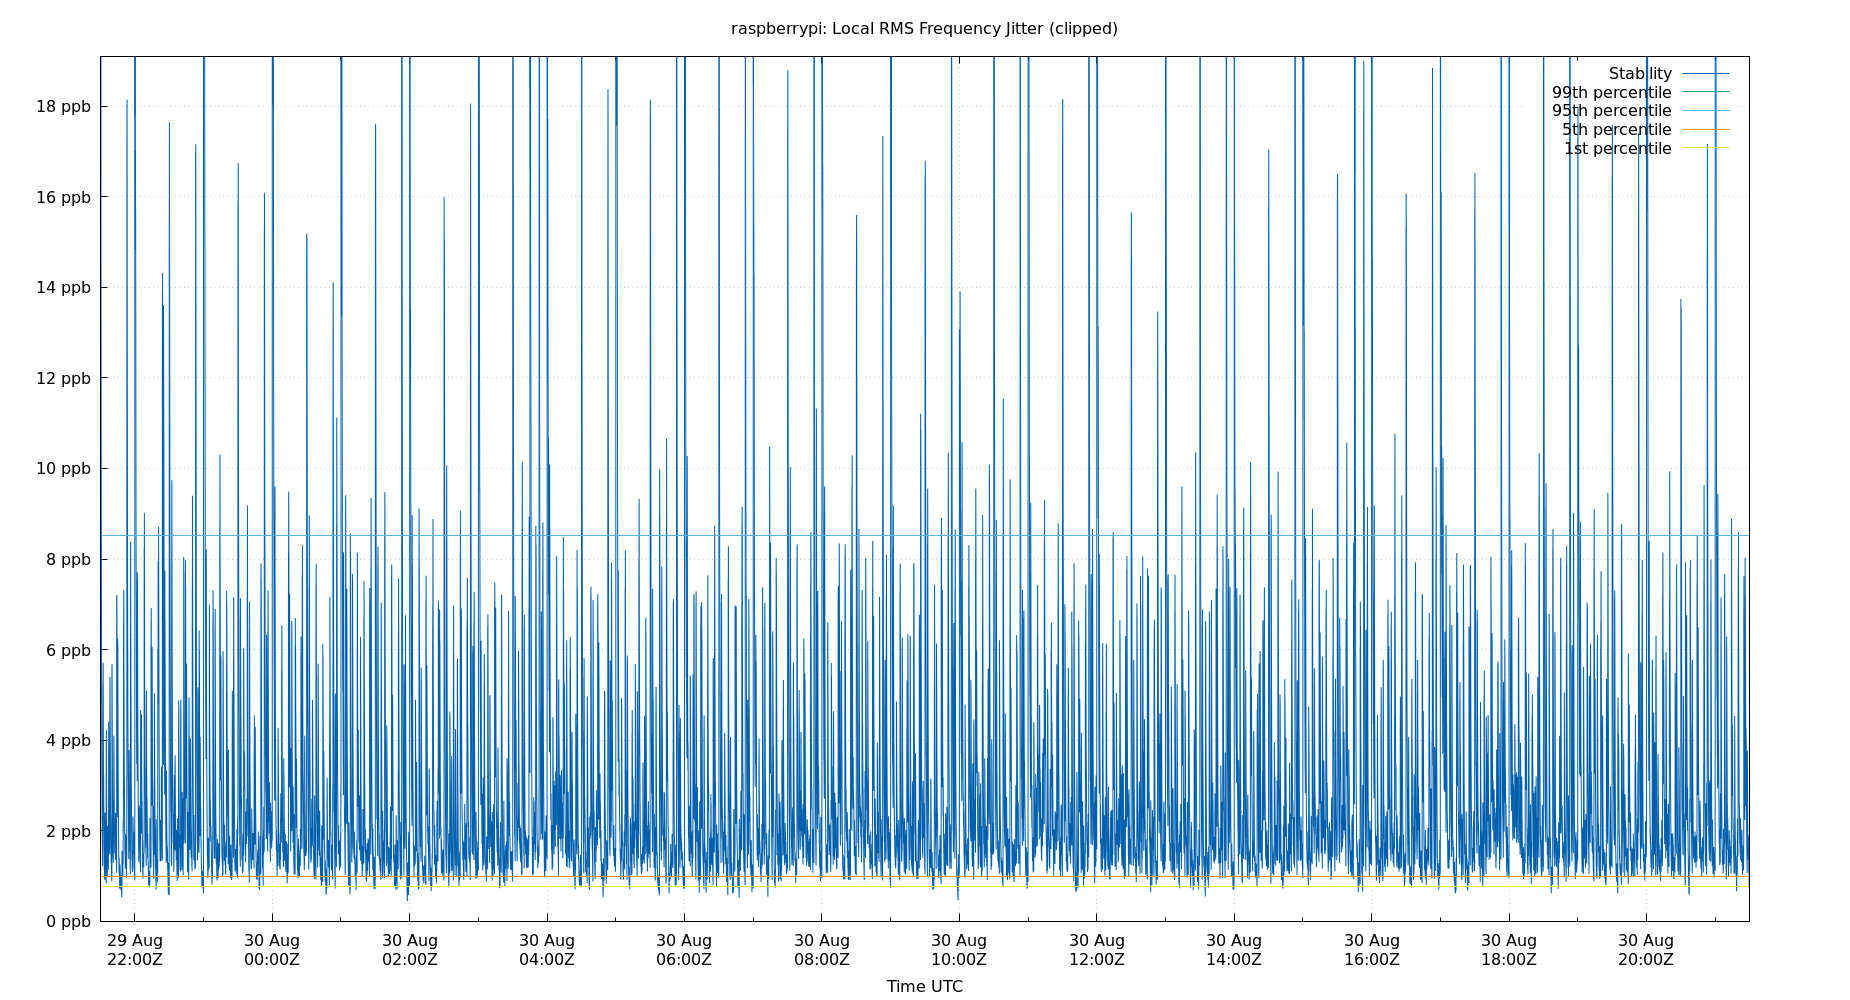 raspberrypi: Local RMS Frequency Jitter (clipped)
Stability
99th percentile
95th percentile
5th percentile
1st percentile
18 ppb
16 ppb
14 ppb
12 ppb
10 ppb
8 ppb
6 ppb
4 ppb
2 ppb
0 ppb
29 Aug 30 Aug 30 Aug 30 Aug 30 Aug 30 Aug 30 Aug 30 Aug 30 Aug 30 Aug 30 Aug 30 Aug
22:00Z 00:00Z 02:00Z 04:00Z 06:00Z 08:00Z 10:00Z 12:00Z 14:00Z 16:00Z 18:00Z 20:00Z
Time UTC